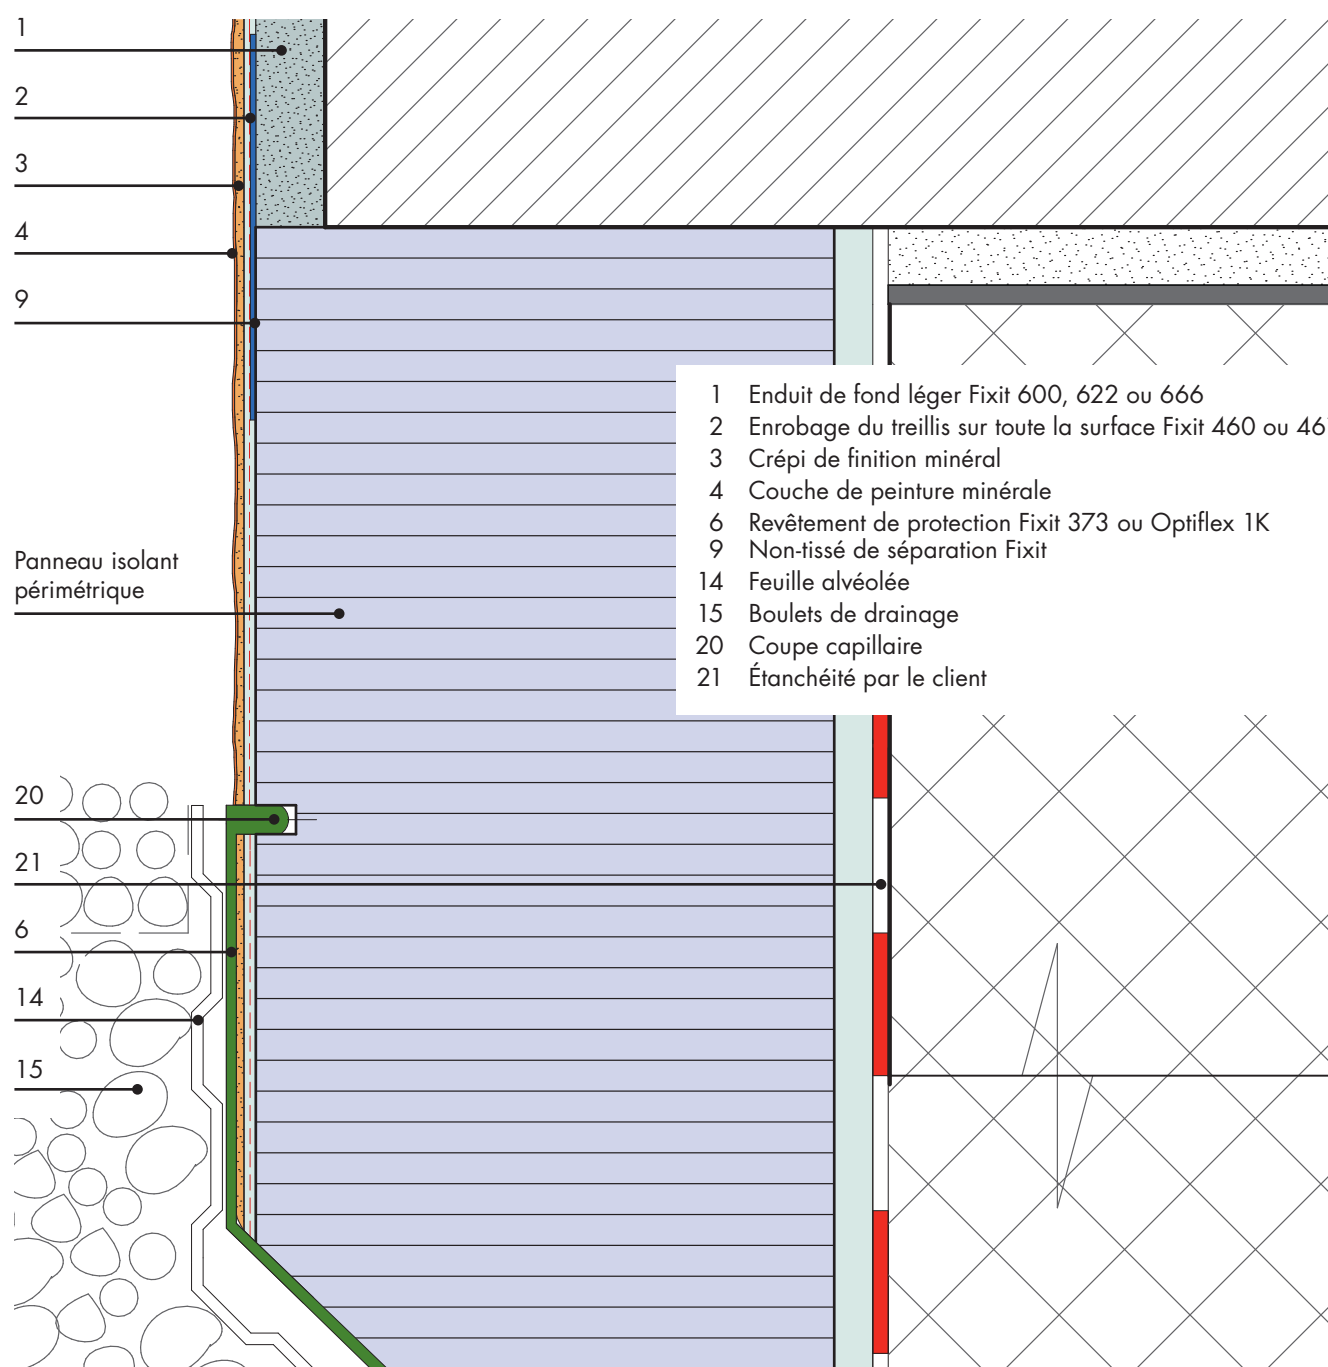 1
2
3
4
9
Panneau isolant
périmétrique
20
21
6
14
15
1 Enduit de fond léger Fixit 600, 622 ou 666
2 Enrobage du treillis sur toute la surface Fixit 460 ou
3 Crépi de finition minéral
4 Couche de peinture minérale
6 Revêtement de protection Fixit 373 ou Optiflex 1K
9 Non-tissé de séparation Fixit
14 Feuille alvéolée
15 Boulets de drainage
20 Coupe capillaire
21 Étanchéité par le client